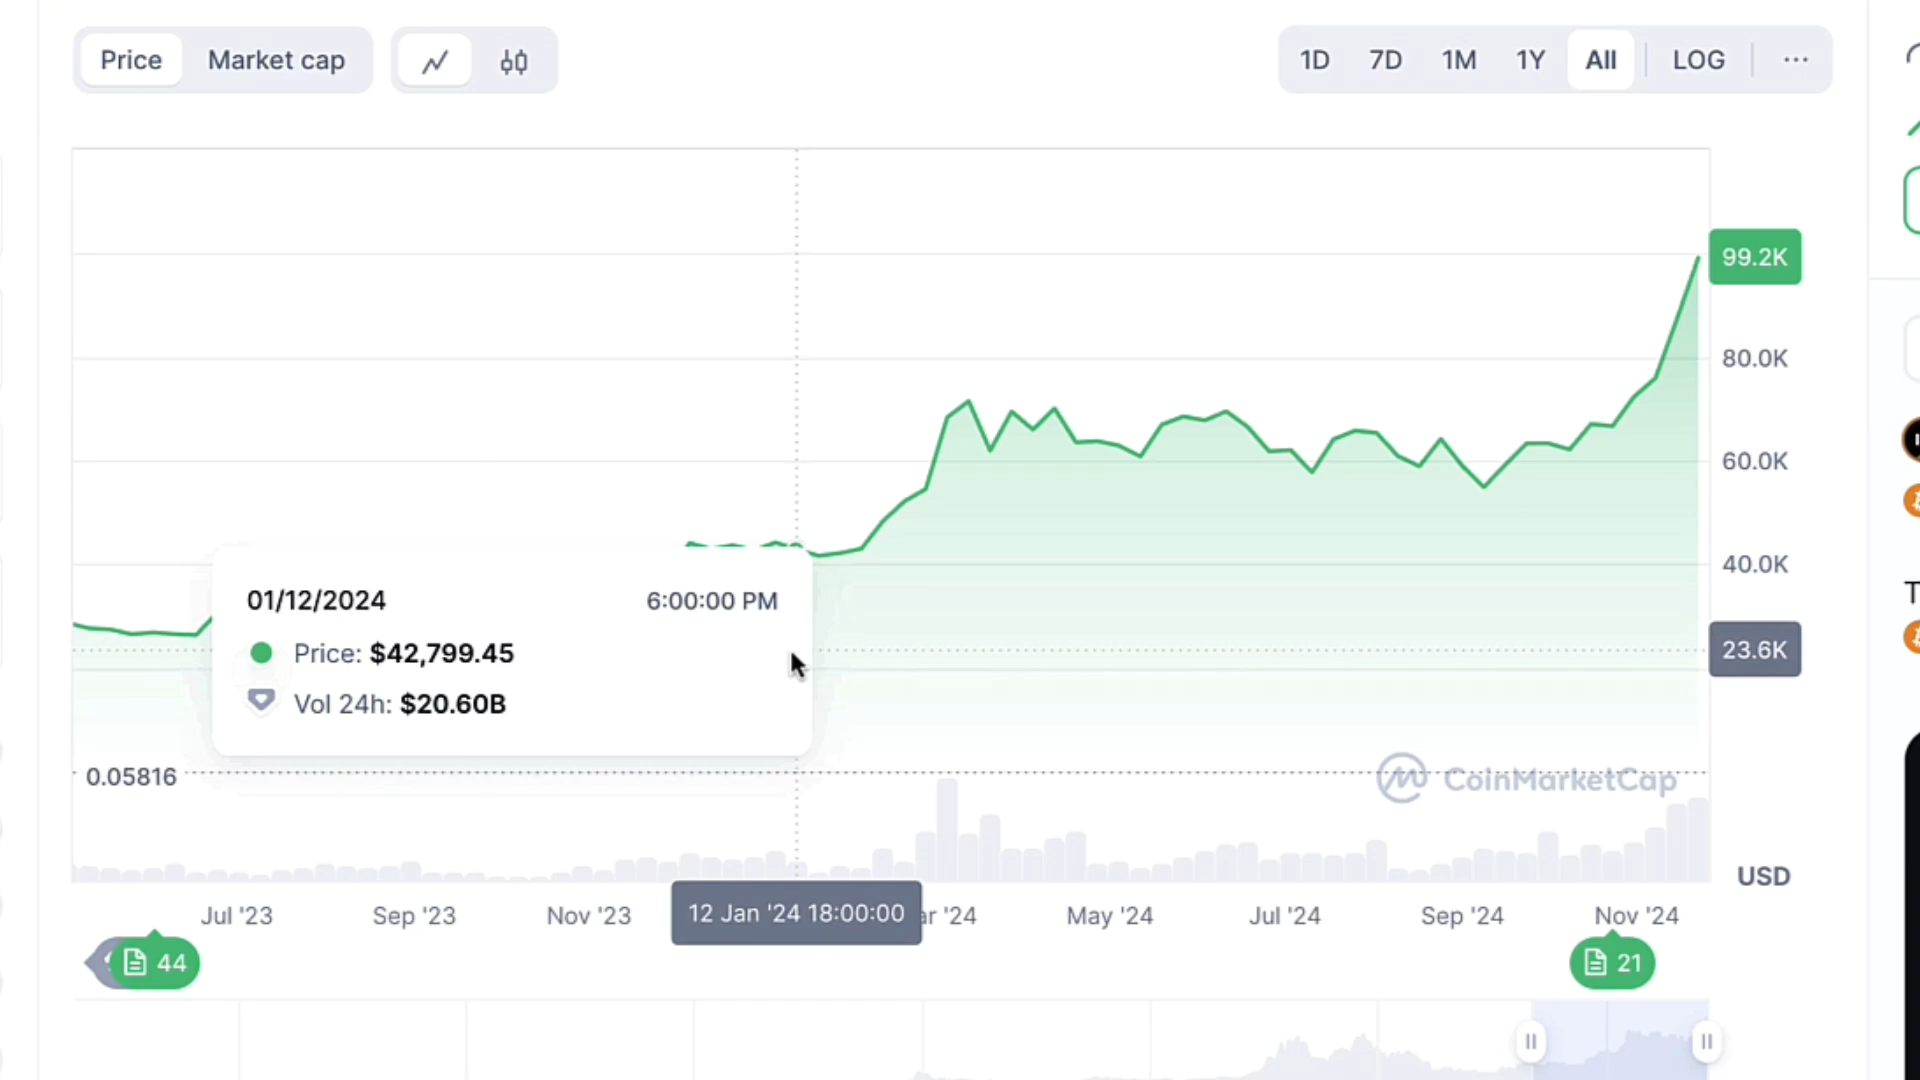 Price Market cap 1D 7D 1M 1Y All LOG
99.2K
80.0K
60.0K
40.0K
01/12/2024 6:00:00 PM
Price: $42,799.45
23.6K
Vol 24h: $20.60B
0.05816
CoinMarketCap
USD
Jul '23 Sep '23 Nov '23 12 Jan '24 18:00:00 '24 May '24 Jul '24 Sep '24 Nov '24
44 21